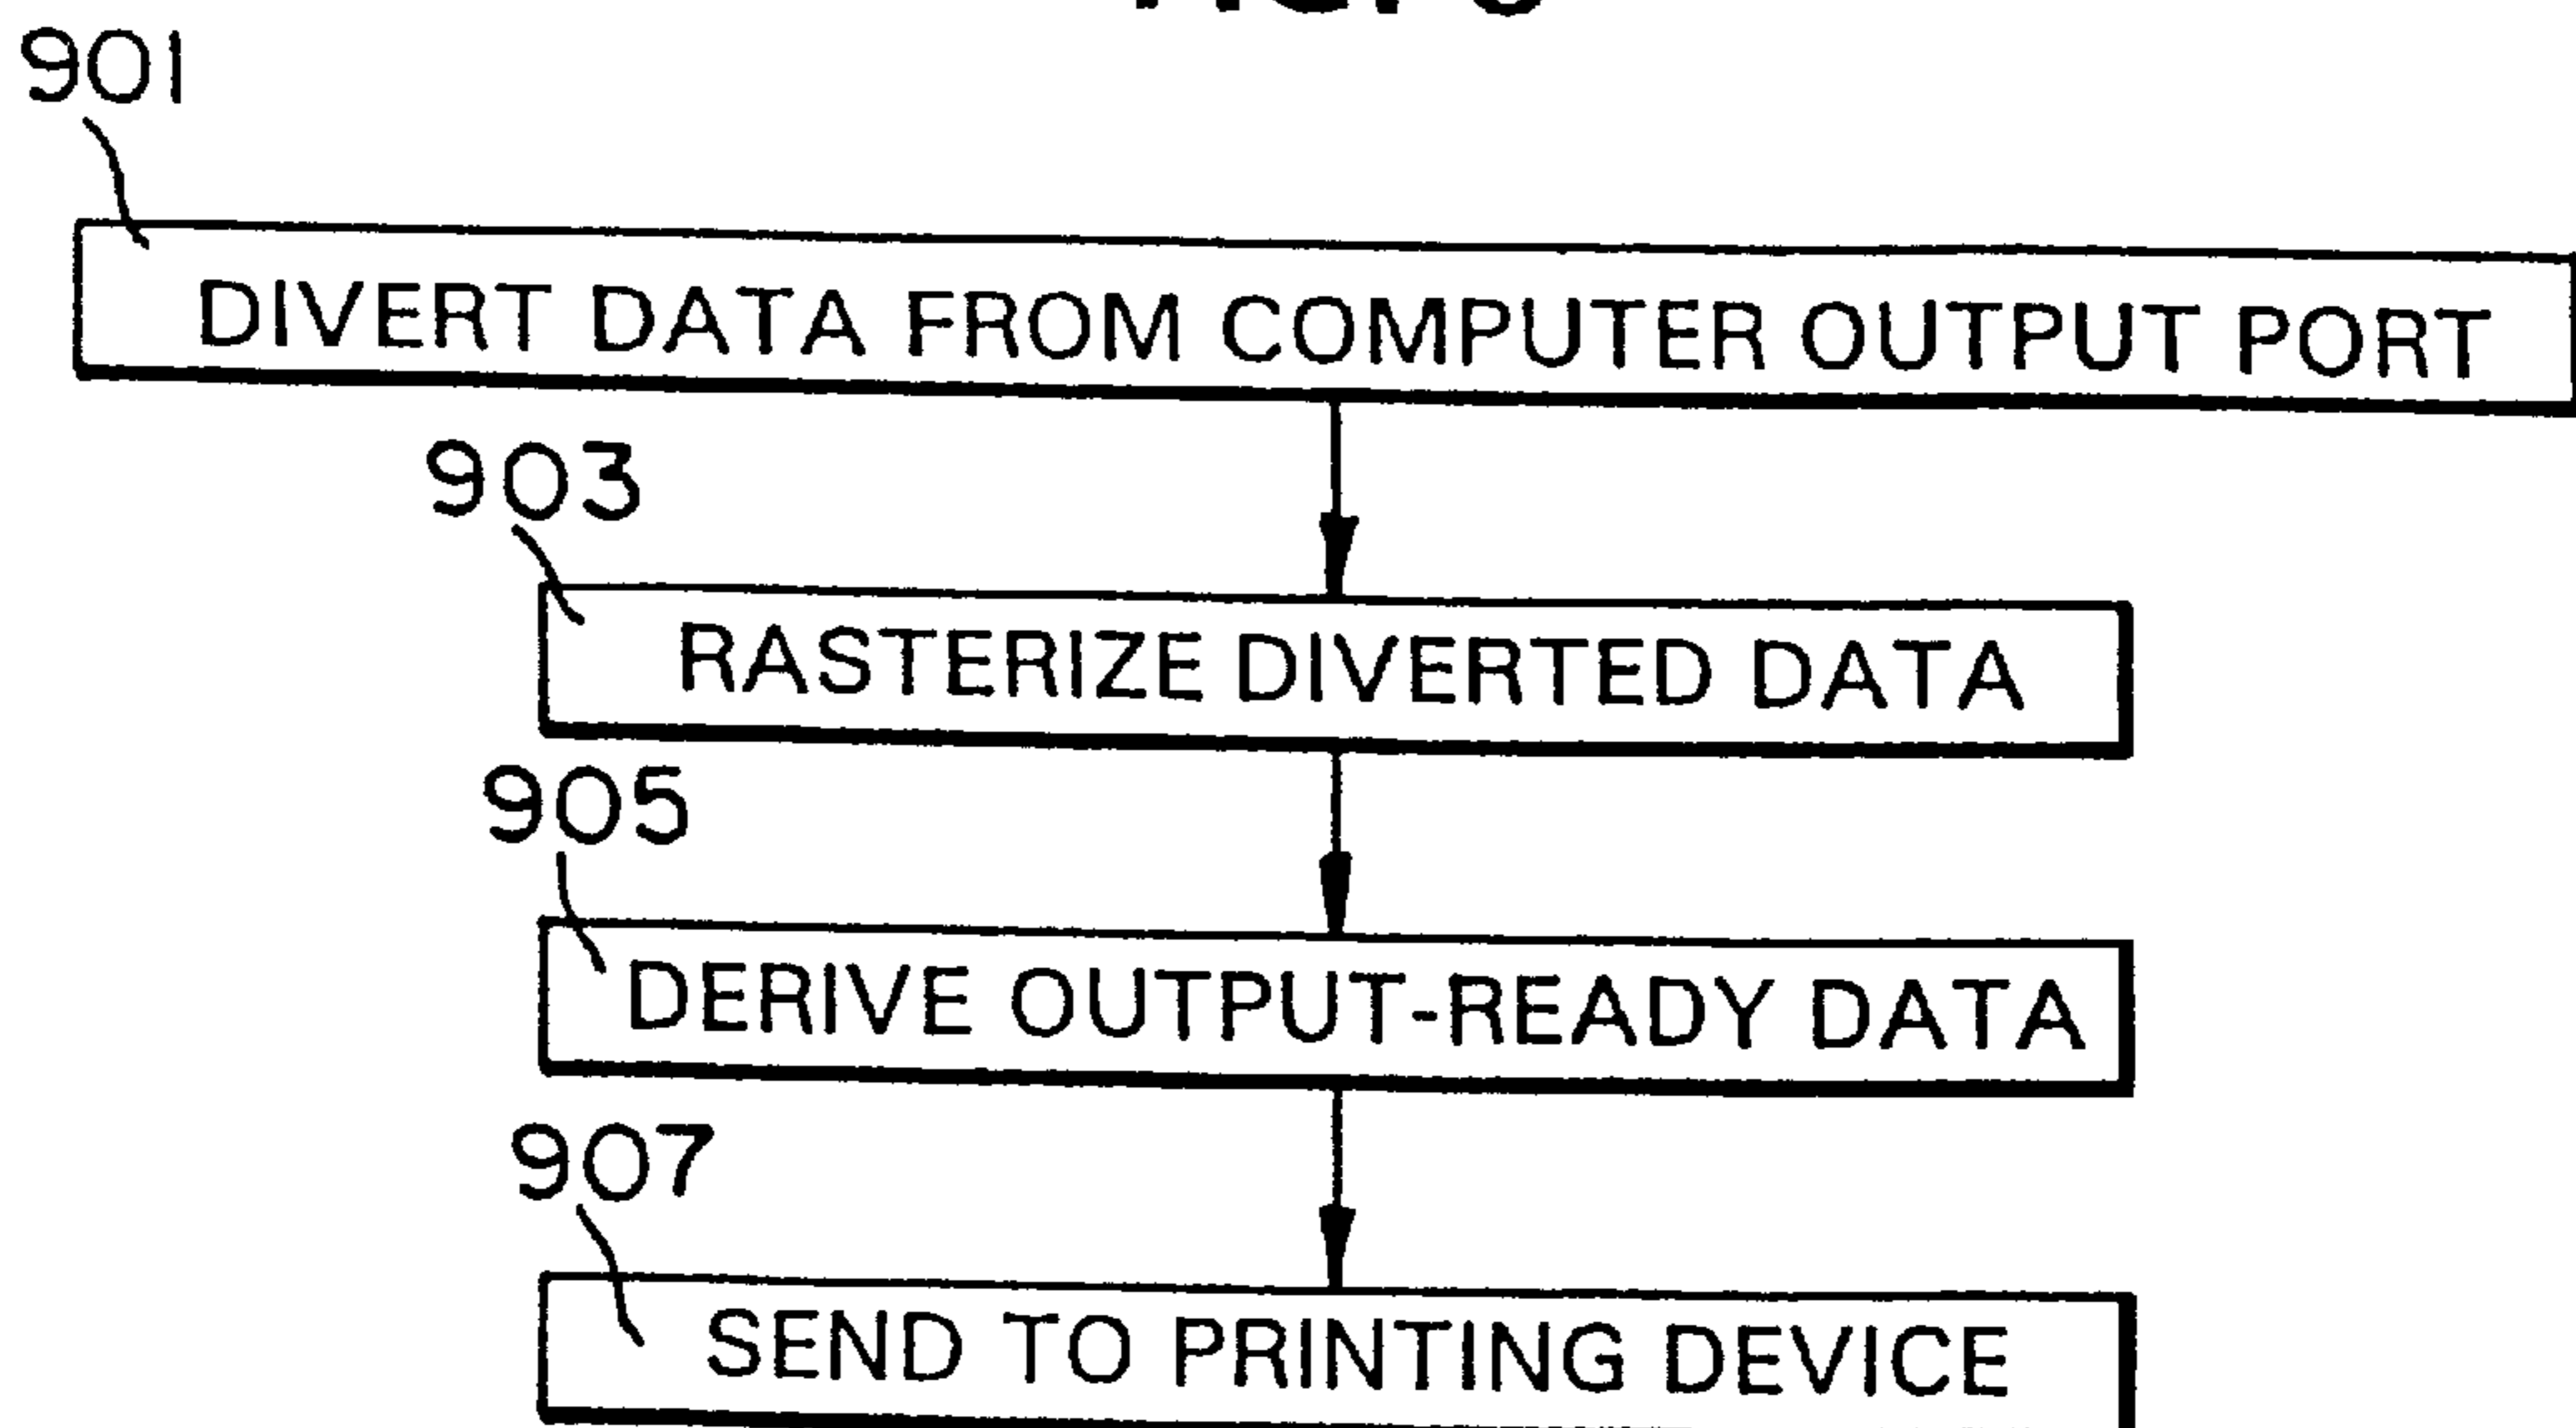 901
DIVERT DATA FROM COMPUTER OUTPUT PORT
903
RASTERIZE DIVERTED DATA
905
DERIVE OUTPUT-READY DATA
907
SEND TO PRINTING DEVICE